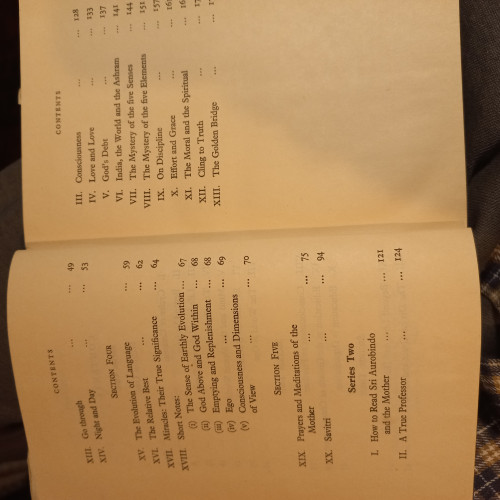 CONTENTS
XIII. Go through ... ... 49
XIV. Night and Day ... ... 53
SECTION FOUR
XV. The Evolution of Language ... 59
XVI. The Relative Best ... ... 62
XVII. Miracles: Their True Significance ... 64
XVIII Short Notes:
(i) The Sense of Earthly Evolution ... 67
(ii) God Above and God Within ... 68
(iii) Emptying and Replenishment ... 68
(iv) Ego ... ... 69
(v) Consciousness and Dimensions
of View ... ... 70
SECTION FIVE
XIX Prayers and Meditations of the
Mother ... ... 75
XX. Savitri ... ... 94
Series Two
I. How to Read Sri Aurobindo
and the Mother ... ... 121
II. A True Professor ... ... 124
CONTENTS
III. Consciousness ... ... 128
IV. Love and Love ... ... 133
V. God's Debt ... ... 137
VI. India, the World and the Ashram ... 141
VII. The Mystery of the five Senses ... 144
VIII. The Mystery of the five Elements ... 151
IX. On Discipline ... ... 157
X. Effort and Grace ...
XI. The Moral and the Spiritual ...
XII. Cling to Truth ... ...
XIII. The Golden Bridge ... ...